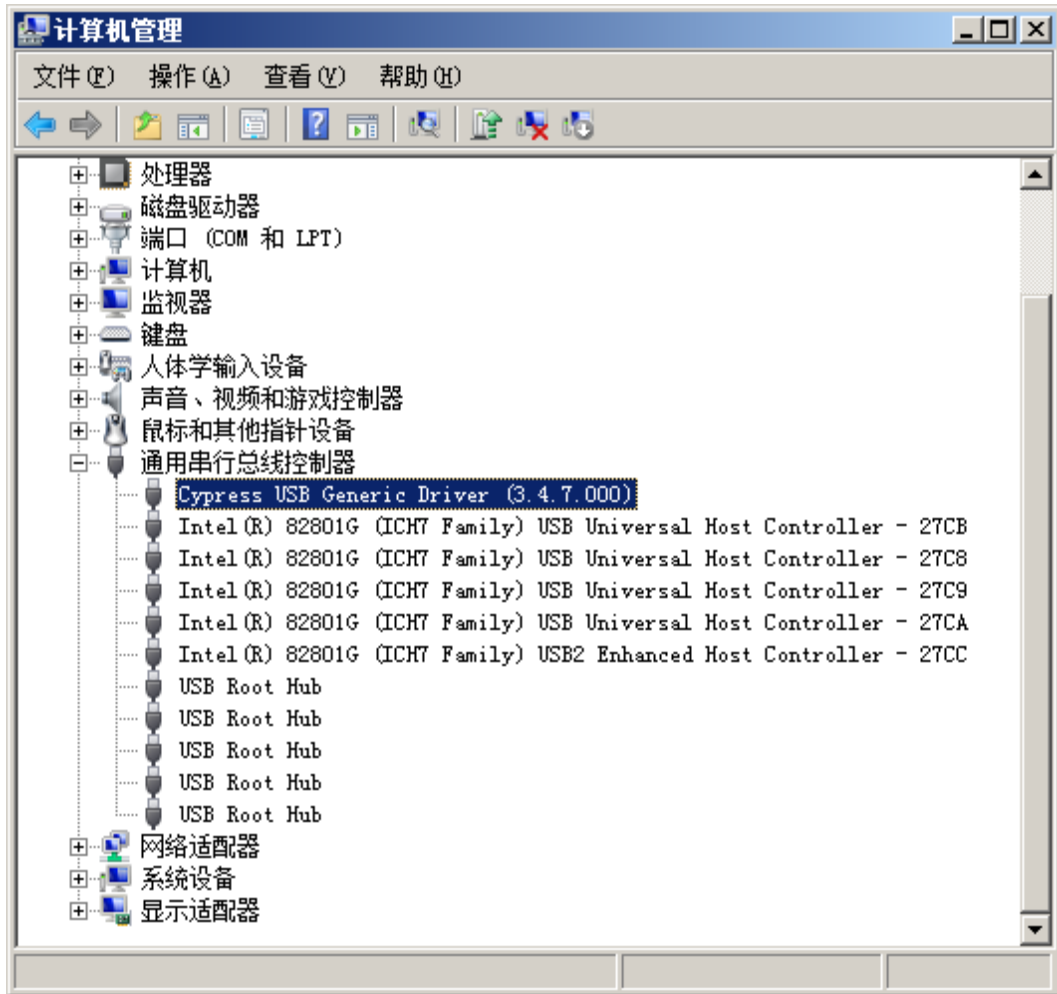 计算机管理
文件(F) 操作(A) 查看(V) 帮助(H)
处理器
磁盘驱动器
端口 (COM 和 LPT)
计算机
监视器
键盘
人体学输入设备
声音、视频和游戏控制器
鼠标和其他指针设备
通用串行总线控制器
Cypress USB Generic Driver (3.4.7.000)
Intel(R) 82801G (ICH7 Family) USB Universal Host Controller - 27CB
Intel(R) 82801G (ICH7 Family) USB Universal Host Controller - 27C8
Intel(R) 82801G (ICH7 Family) USB Universal Host Controller - 27C9
Intel(R) 82801G (ICH7 Family) USB Universal Host Controller - 27CA
Intel(R) 82801G (ICH7 Family) USB2 Enhanced Host Controller - 27CC
USB Root Hub
USB Root Hub
USB Root Hub
USB Root Hub
USB Root Hub
网络适配器
系统设备
显示适配器